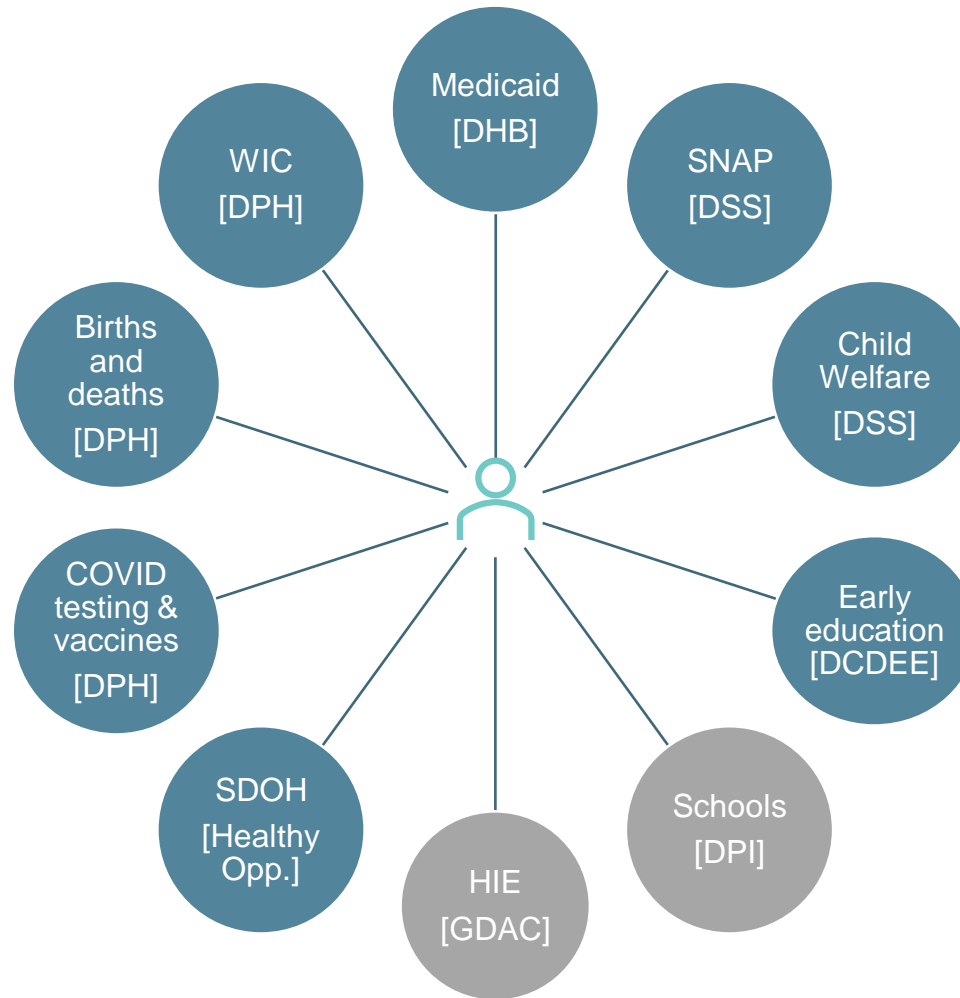 Medicaid
[DHB]
SNAP
[DSS]
Child
Welfare
[DSS]
Early
education
[DCDEE]
Schools
[DPI]
HIE
[GDAC]
SDOH
[Healthy
Opp.]
COVID
testing &
vaccines
[DPH]
Births
and
deaths
[DPH]
WIC
[DPH]